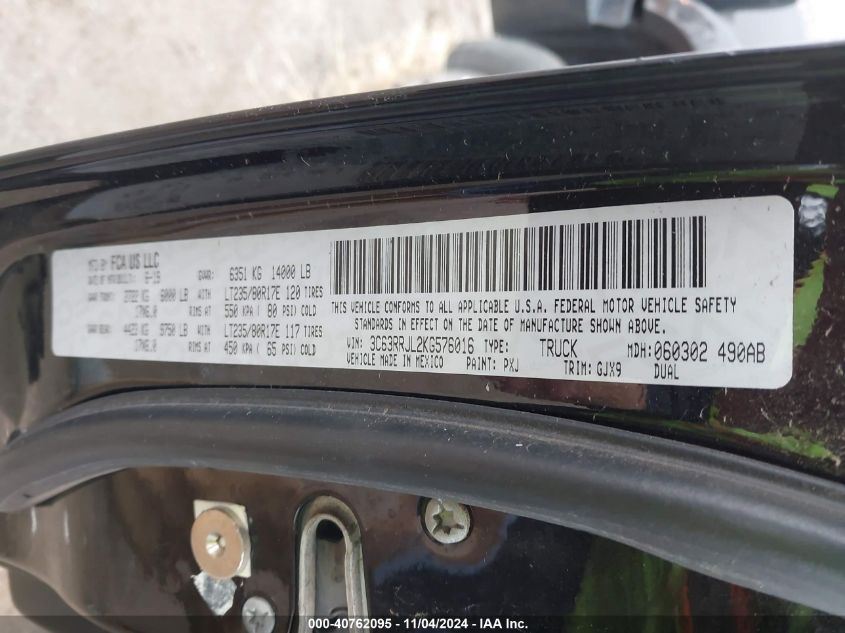 MFD BY FCA US LLC
DATE OF MFR 6-19 GVWR: 6351 KG 14000 LB
GAWR FRONT: 2722 KG 6000 LB WITH LT235/80R17E 120 TIRES
17X6.0 RIMS AT 550 KPA ( 80 PSI) COLD
GAWR REAR: 4423 KG 9750 LB WITH LT235/80R17E 117 TIRES
17X6.0 RIMS AT 450 KPA ( 65 PSI) COLD
THIS VEHICLE CONFORMS TO ALL APPLICABLE U.S.A. FEDERAL MOTOR VEHICLE SAFETY
STANDARDS IN EFFECT ON THE DATE OF MANUFACTURE SHOWN ABOVE.
VIN: 3C63RRJL2KG576016 TYPE: TRUCK MDH: 060302 490AB
VEHICLE MADE IN MEXICO PAINT: PXJ TRIM: GJX9 DUAL
000-40762095 - 11/04/2024 - IAA Inc.